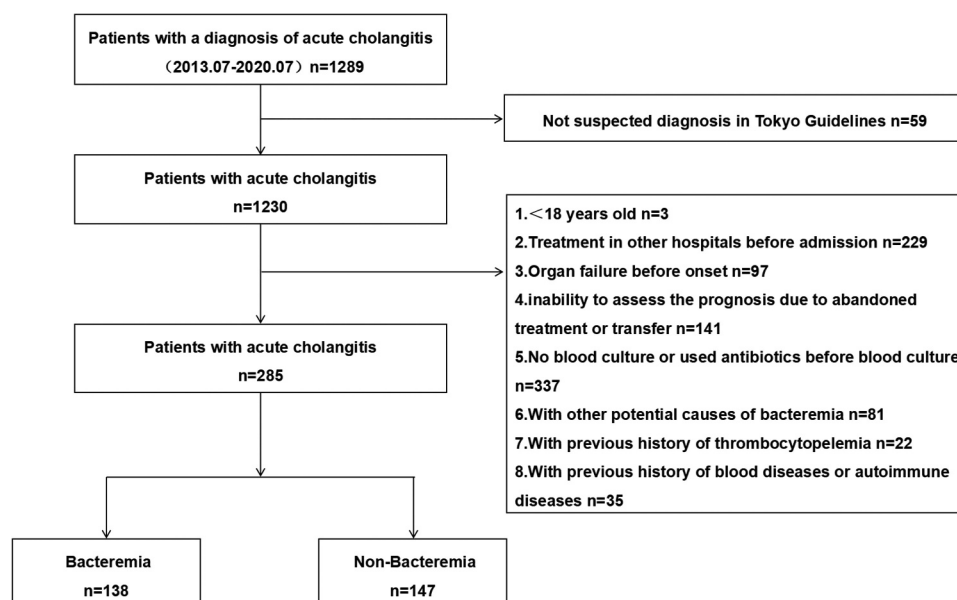 Patients with a diagnosis of acute cholangitis
（2013.07-2020.07）n=1289
Not suspected diagnosis in Tokyo Guidelines n=59
Patients with acute cholangitis
n=1230
1.＜18 years old n=3
2.Treatment in other hospitals before admission n=229
3.Organ failure before onset n=97
4.inability to assess the prognosis due to abandoned
treatment or transfer n=141
5.No blood culture or used antibiotics before blood culture
n=337
6.With other potential causes of bacteremia n=81
7.With previous history of thrombocytopelemia n=22
8.With previous history of blood diseases or autoimmune
diseases n=35
Patients with acute cholangitis
n=285
Bacteremia
n=138
Non-Bacteremia
n=147